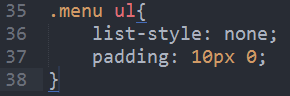 35 .menu ul{
36     list-style: none;
37     padding: 10px 0;
38 }